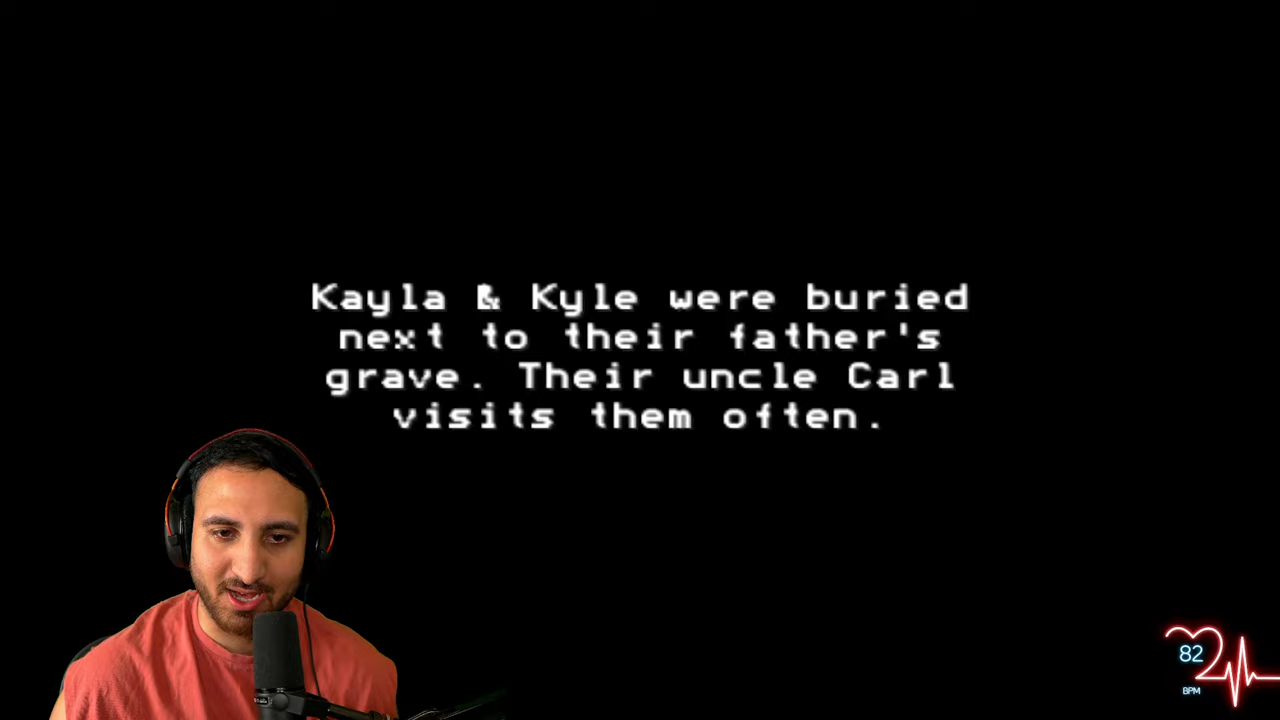 Kayla & Kyle were buried
next to their father's
grave. Their uncle Carl
visits them often.
82
BPM